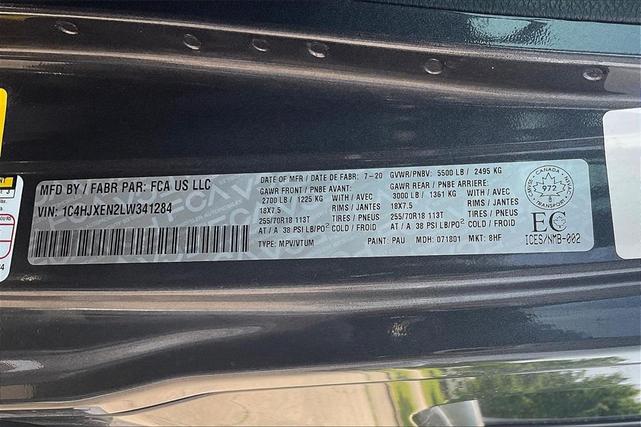 MFD BY / FABR PAR: FCA US LLC
VIN: 1C4HJXEN2LW341284
DATE OF MFR / DATE DE FABR: 7-20 GVWR/PNBV: 5500 LB / 2495 KG
GAWR FRONT / PNBE AVANT: GAWR REAR / PNBE ARRIERE:
2700 LB / 1225 KG WITH / AVEC 3000 LB / 1361 KG WITH / AVEC
18X7.5 RIMS / JANTES 18X7.5 RIMS / JANTES
255/70R18 113T TIRES / PNEUS 255/70R18 113T TIRES / PNEUS
AT / A 38 PSI LB/PO² COLD / FROID AT / A 38 PSI LB/PO² COLD / FROID
TYPE: MPV/VTUM PAINT: PAU MDH: 071801 MKT: 8HF
CANADA
972
EC
ICES/NMB-002